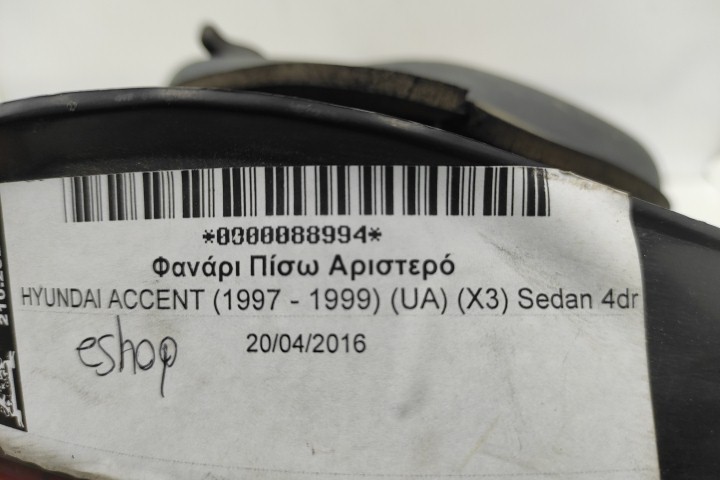 *0000088994*
Φανάρι Πίσω Αριστερό
HYUNDAI ACCENT (1997 - 1999) (UA) (X3) Sedan 4dr
eshop
20/04/2016